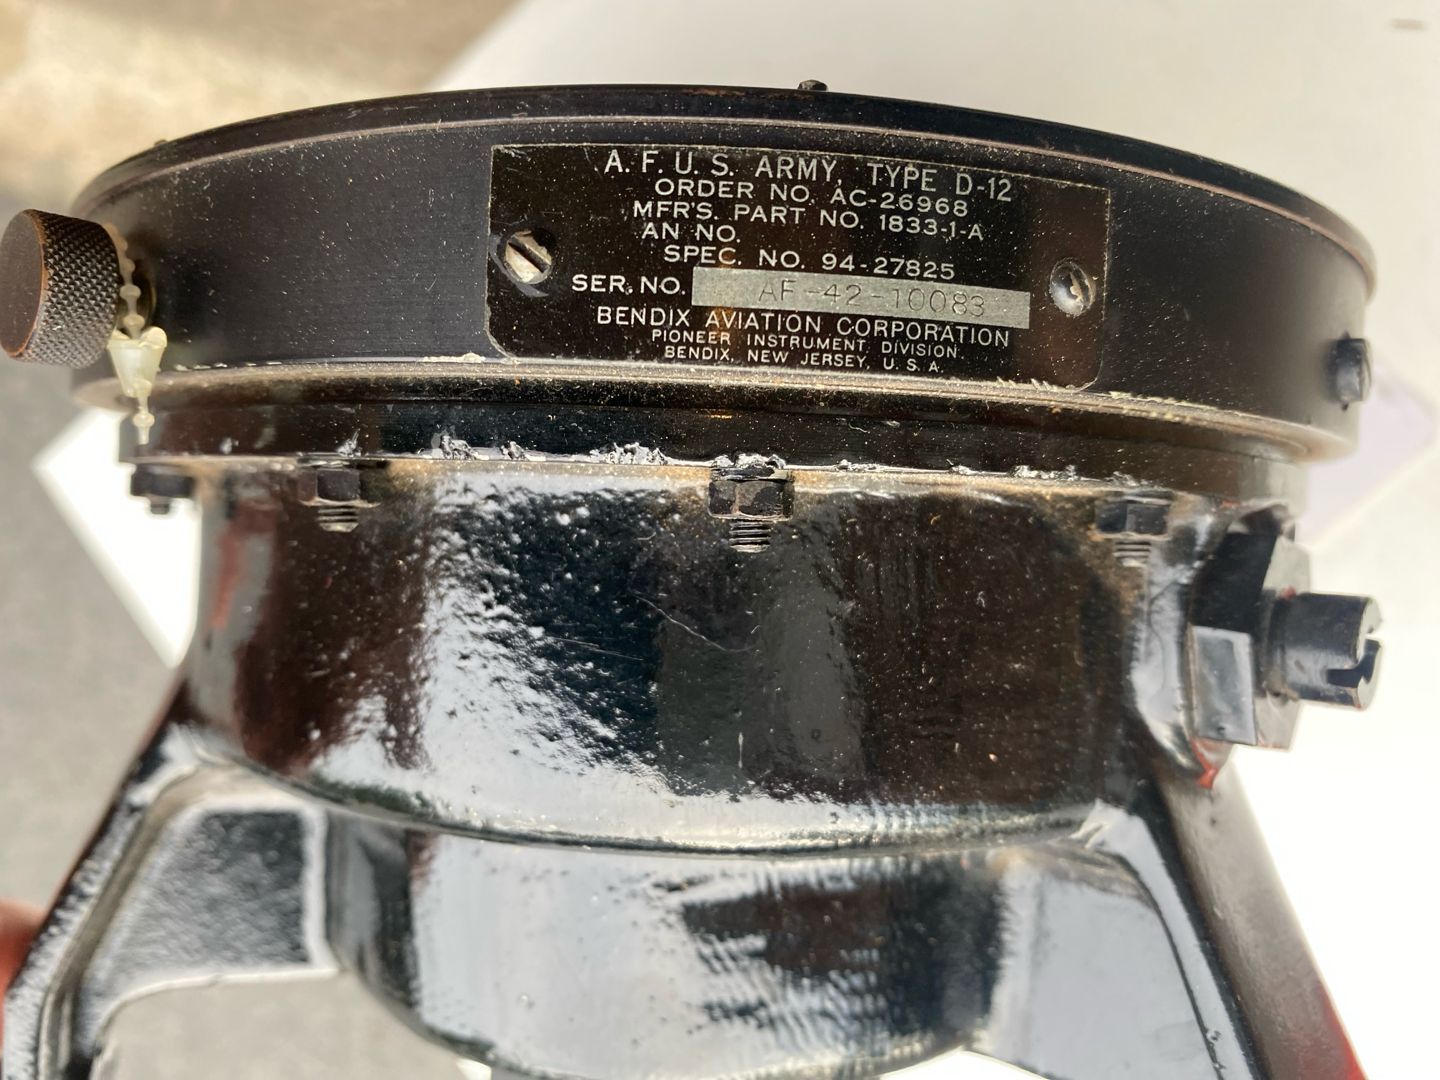 A.F.U.S. ARMY, TYPE D-12
ORDER NO. AC-26968
MFR'S. PART NO. 1833-1-A
AN NO.
SPEC. NO. 94-27825
SER. NO. AF-42-10083
BENDIX AVIATION CORPORATION
PIONEER INSTRUMENT DIVISION
BENDIX, NEW JERSEY, U.S.A.